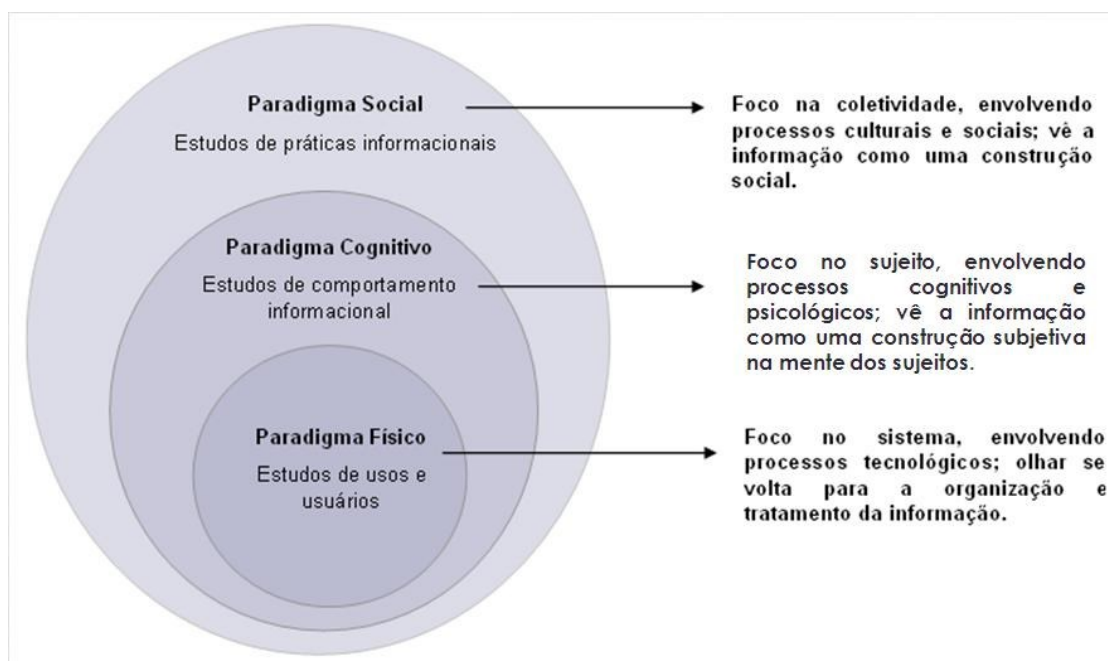 Paradigma Social
Estudos de práticas informacionais
Foco na coletividade, envolvendo
processos culturais e sociais; vê a
informação como uma construção
social.
Paradigma Cognitivo
Estudos de comportamento
informacional
Foco no sujeito, envolvendo
processos cognitivos e
psicológicos; vê a informação
como uma construção subjetiva
na mente dos sujeitos.
Paradigma Físico
Estudos de usos e
usuários
Foco no sistema, envolvendo
processos tecnológicos; olhar se
volta para a organização e
tratamento da informação.